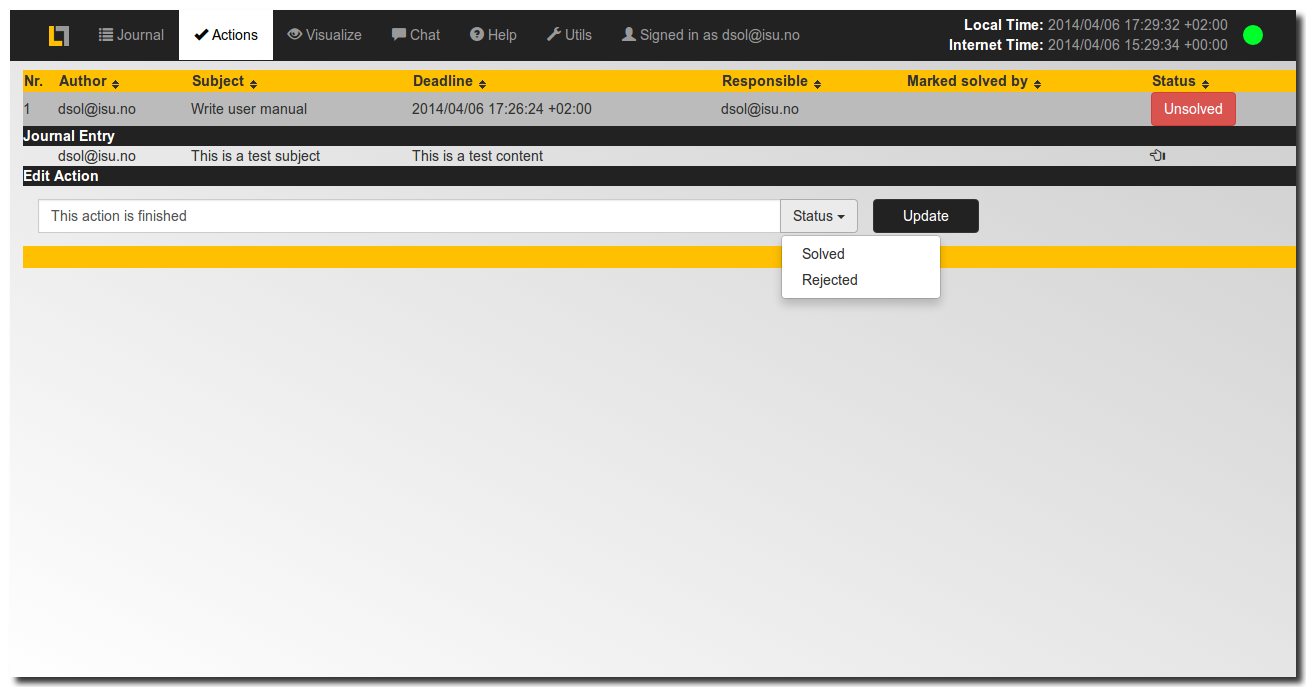 Journal Actions Visualize Chat Help Utils Signed in as dsol@isu.no
Local Time: 2014/04/06 17:29:32 +02:00
Internet Time: 2014/04/06 15:29:34 +00:00
Nr. Author Subject Deadline Responsible Marked solved by Status
1 dsol@isu.no Write user manual 2014/04/06 17:26:24 +02:00 dsol@isu.no Unsolved
Journal Entry
dsol@isu.no This is a test subject This is a test content
Edit Action
This action is finished Status Update
Solved
Rejected